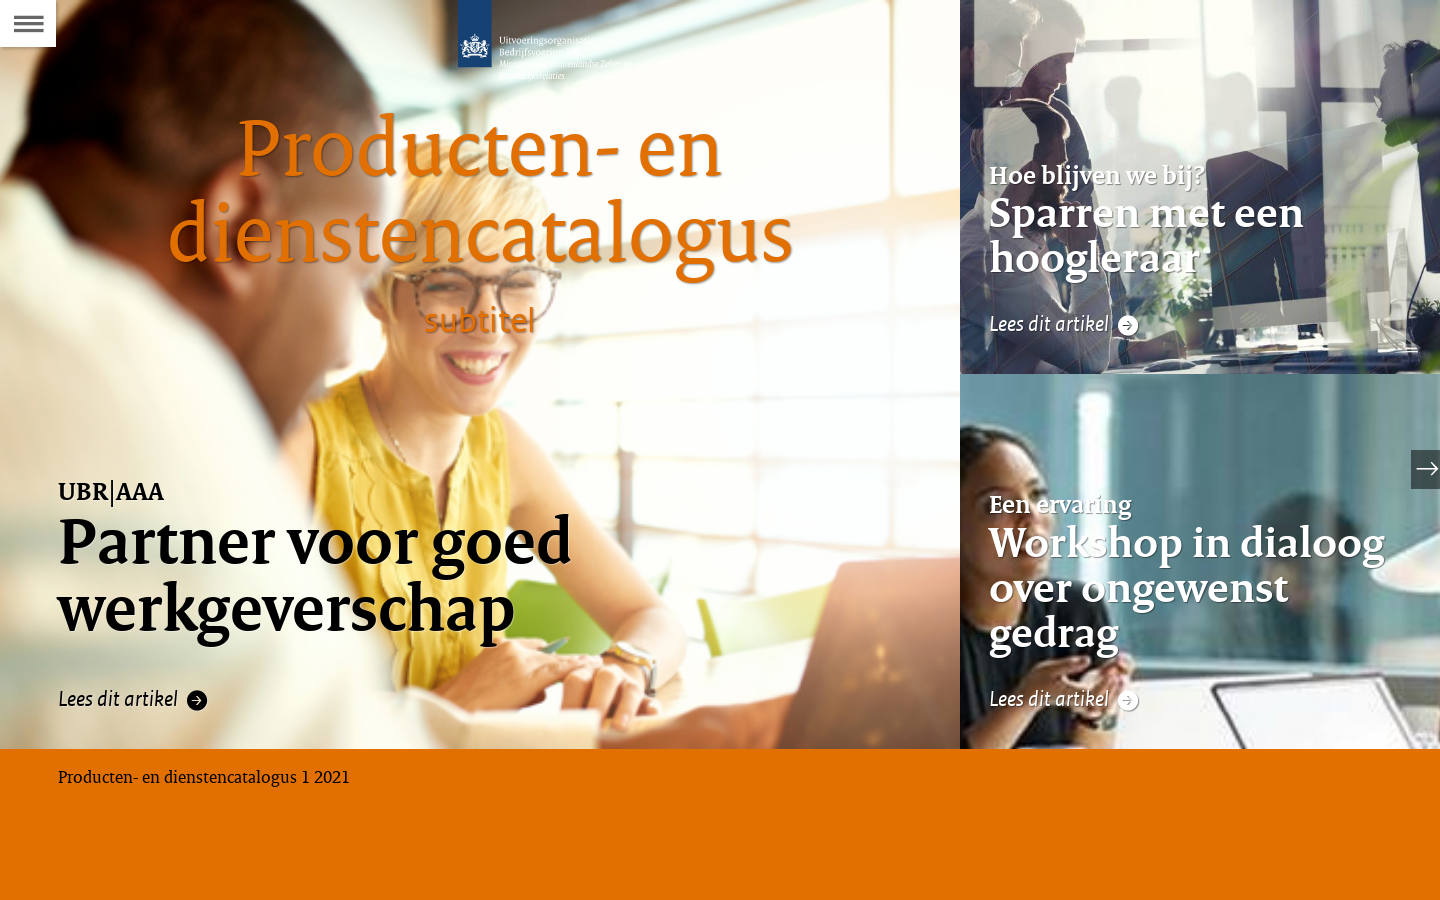 Producten- en
dienstencatalogus
subtitel
UBR|AAA
Partner voor goed
werkgeverschap
Lees dit artikel
Hoe blijven we bij?
Sparren met een
hoogleraar
Lees dit artikel
Een ervaring
Workshop in dialoog
over ongewenst
gedrag
Lees dit artikel
Producten- en dienstencatalogus 1 2021